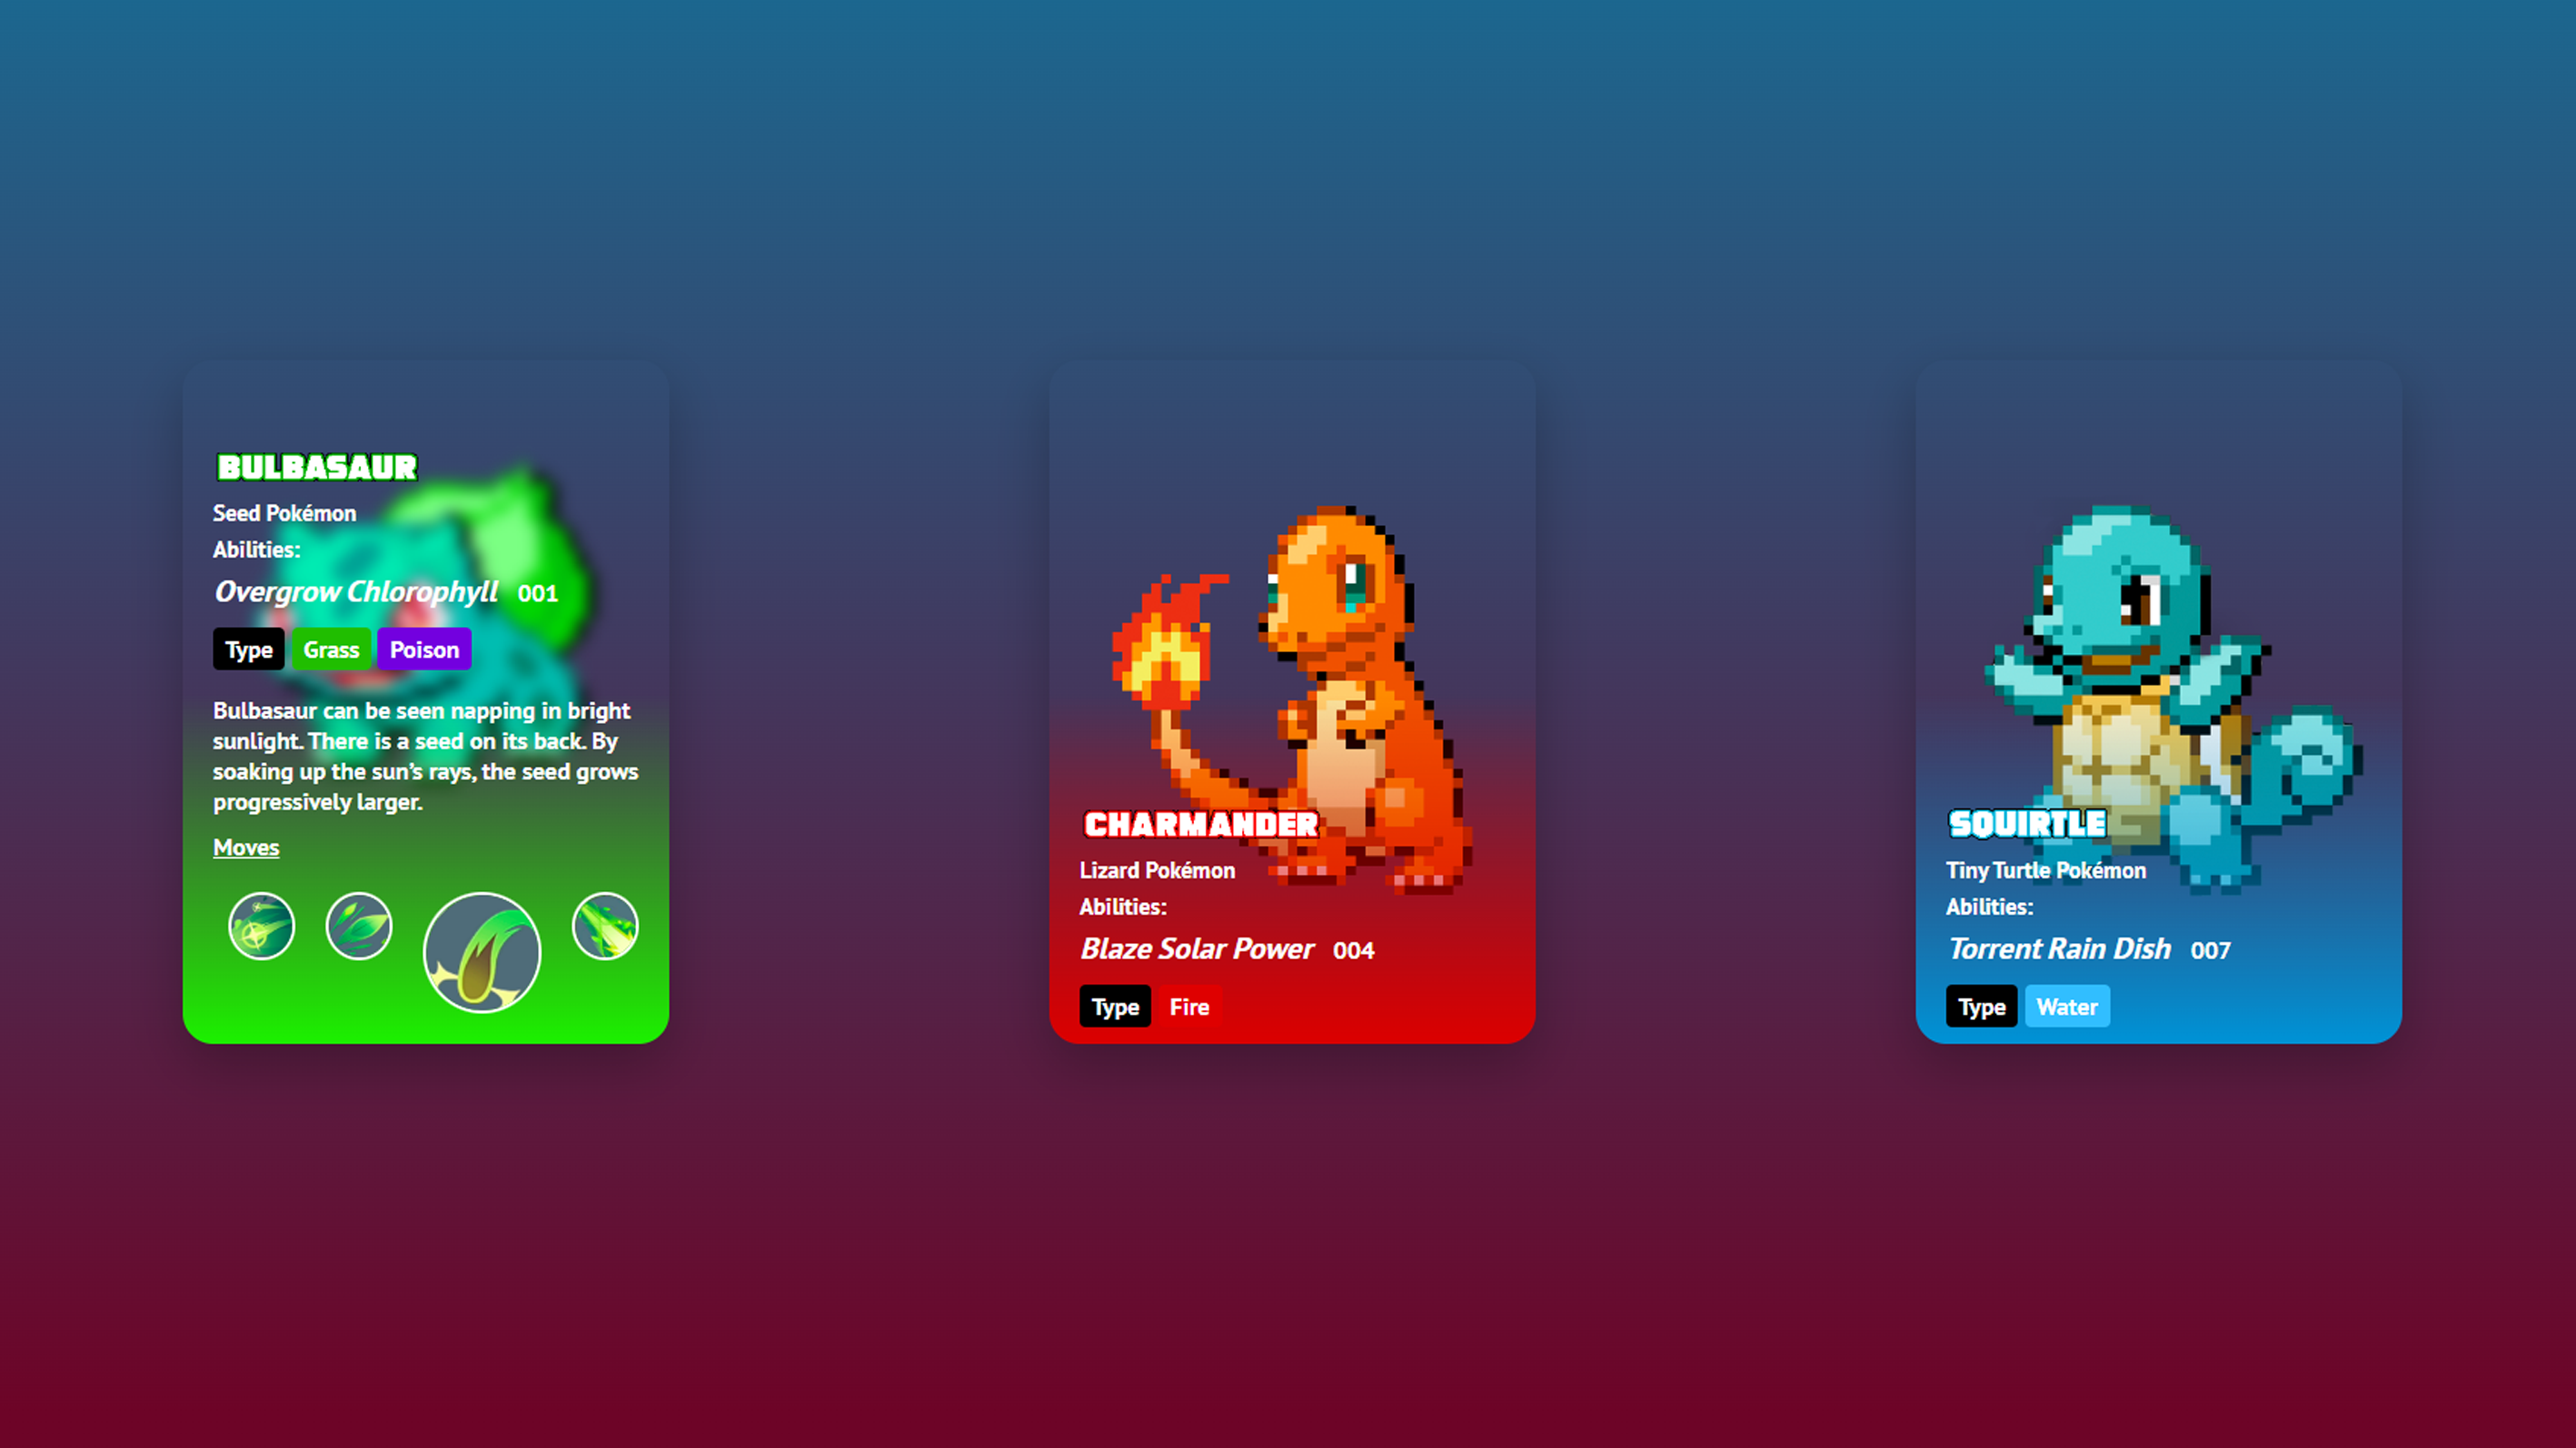 BULBASAUR
Seed Pokémon
Abilities:
Overgrow Chlorophyll 001
Type Grass Poison
Bulbasaur can be seen napping in bright
sunlight. There is a seed on its back. By
soaking up the sun’s rays, the seed grows
progressively larger.
Moves
CHARMANDER
Lizard Pokémon
Abilities:
Blaze Solar Power 004
Type Fire
SQUIRTLE
Tiny Turtle Pokémon
Abilities:
Torrent Rain Dish 007
Type Water